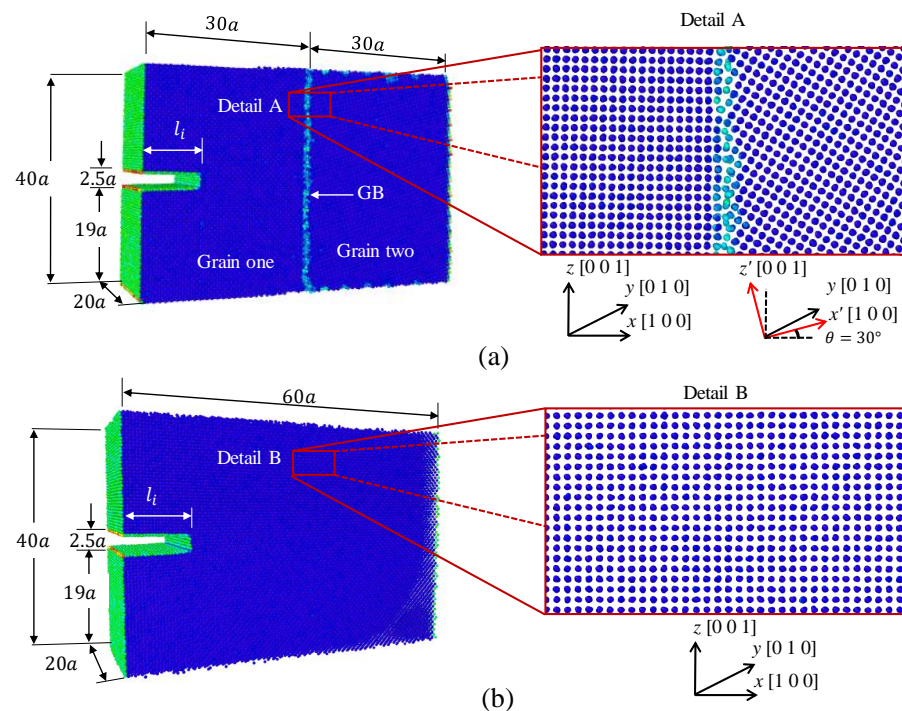 30𝑎
30𝑎
Detail A
Detail A
𝑙𝑖
40𝑎
2.5𝑎
GB
19𝑎
Grain one
Grain two
20𝑎
z [0 0 1]
y [0 1 0]
x [1 0 0]
z′ [0 0 1]
y [0 1 0]
x′ [1 0 0]
θ = 30°
(a)
60𝑎
Detail B
Detail B
𝑙𝑖
40𝑎
2.5𝑎
19𝑎
20𝑎
z [0 0 1]
y [0 1 0]
x [1 0 0]
(b)